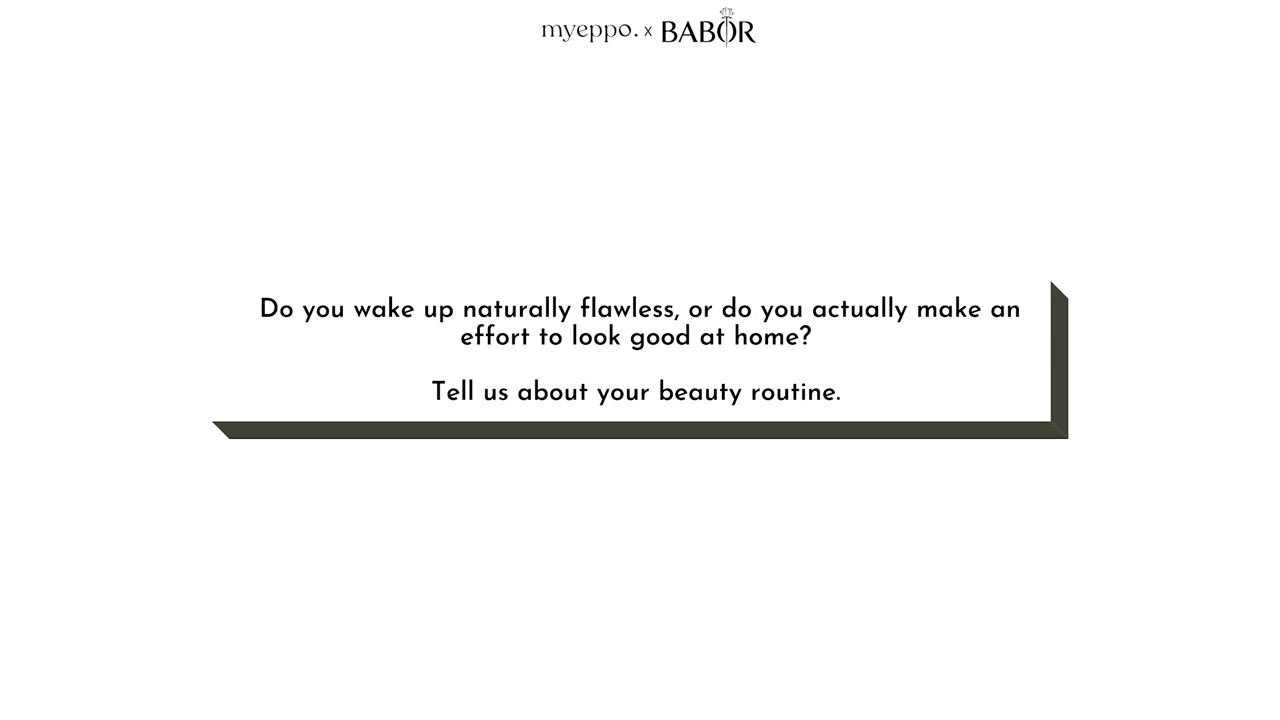 myeppo. x BABOR
Do you wake up naturally flawless, or do you actually make an
effort to look good at home?
Tell us about your beauty routine.